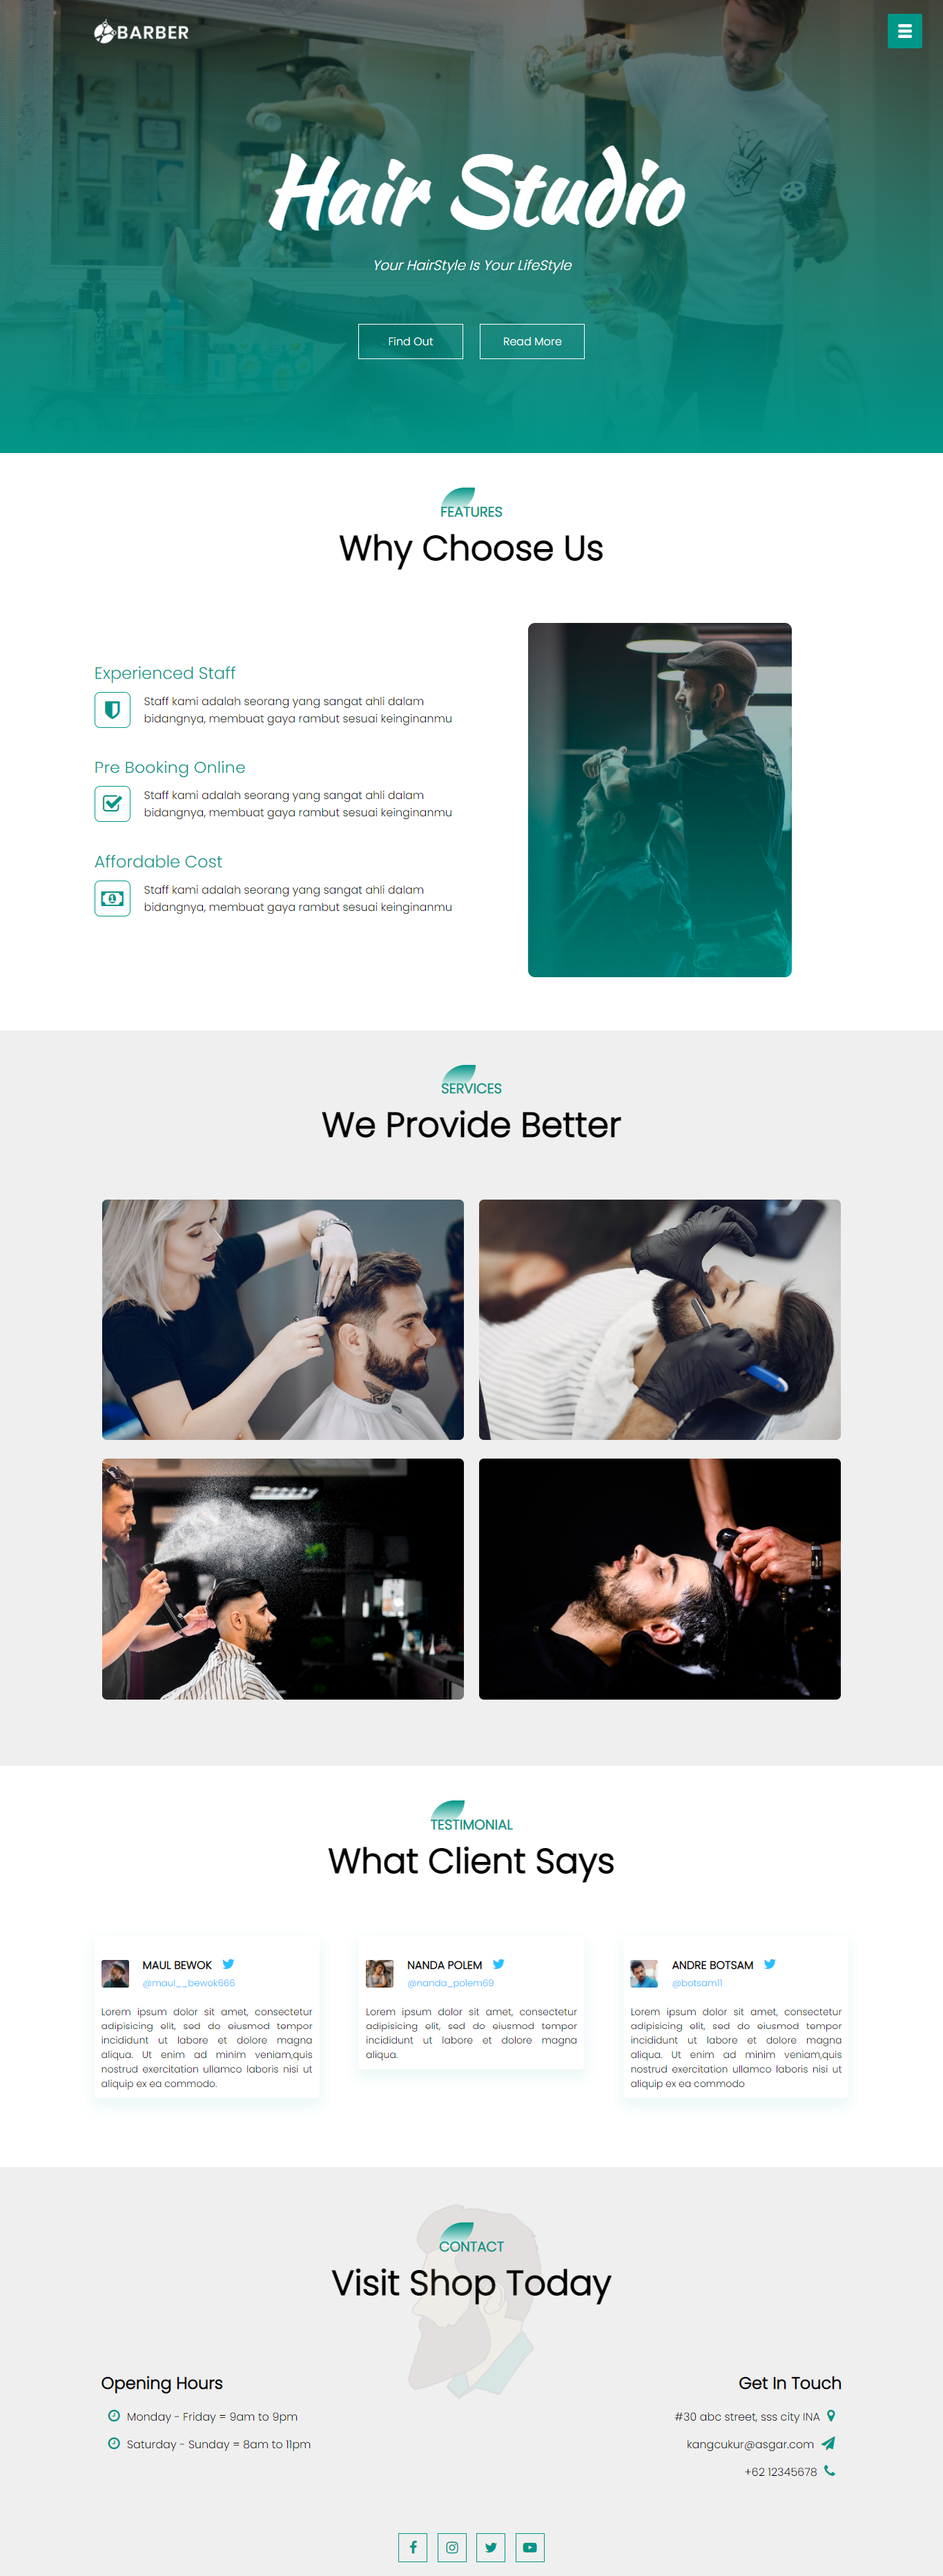 BARBER
Hair Studio
Your HairStyle Is Your LifeStyle
Find Out
Read More
FEATURES
Why Choose Us
Experienced Staff
Staff kami adalah seorang yang sangat ahli dalam
bidangnya, membuat gaya rambut sesuai keinginanmu
Pre Booking Online
Staff kami adalah seorang yang sangat ahli dalam
bidangnya, membuat gaya rambut sesuai keinginanmu
Affordable Cost
Staff kami adalah seorang yang sangat ahli dalam
bidangnya, membuat gaya rambut sesuai keinginanmu
SERVICES
We Provide Better
TESTIMONIAL
What Client Says
MAUL BEWOK
@maul__bewok666
Lorem ipsum dolor sit amet, consectetur
adipisicing elit, sed do eiusmod tempor
incididunt ut labore et dolore magna
aliqua. Ut enim ad minim veniam,quis
nostrud exercitation ullamco laboris nisi ut
aliquip ex ea commodo.
NANDA POLEM
@nanda_polem69
Lorem ipsum dolor sit amet, consectetur
adipisicing elit, sed do eiusmod tempor
incididunt ut labore et dolore magna
aliqua.
ANDRE BOTSAM
@botsam11
Lorem ipsum dolor sit amet, consectetur
adipisicing elit, sed do eiusmod tempor
incididunt ut labore et dolore magna
aliqua. Ut enim ad minim veniam,quis
nostrud exercitation ullamco laboris nisi ut
aliquip ex ea commodo
CONTACT
Visit Shop Today
Opening Hours
Monday - Friday = 9am to 9pm
Saturday - Sunday = 8am to 11pm
Get In Touch
#30 abc street, sss city INA
kangcukur@asgar.com
+62 12345678